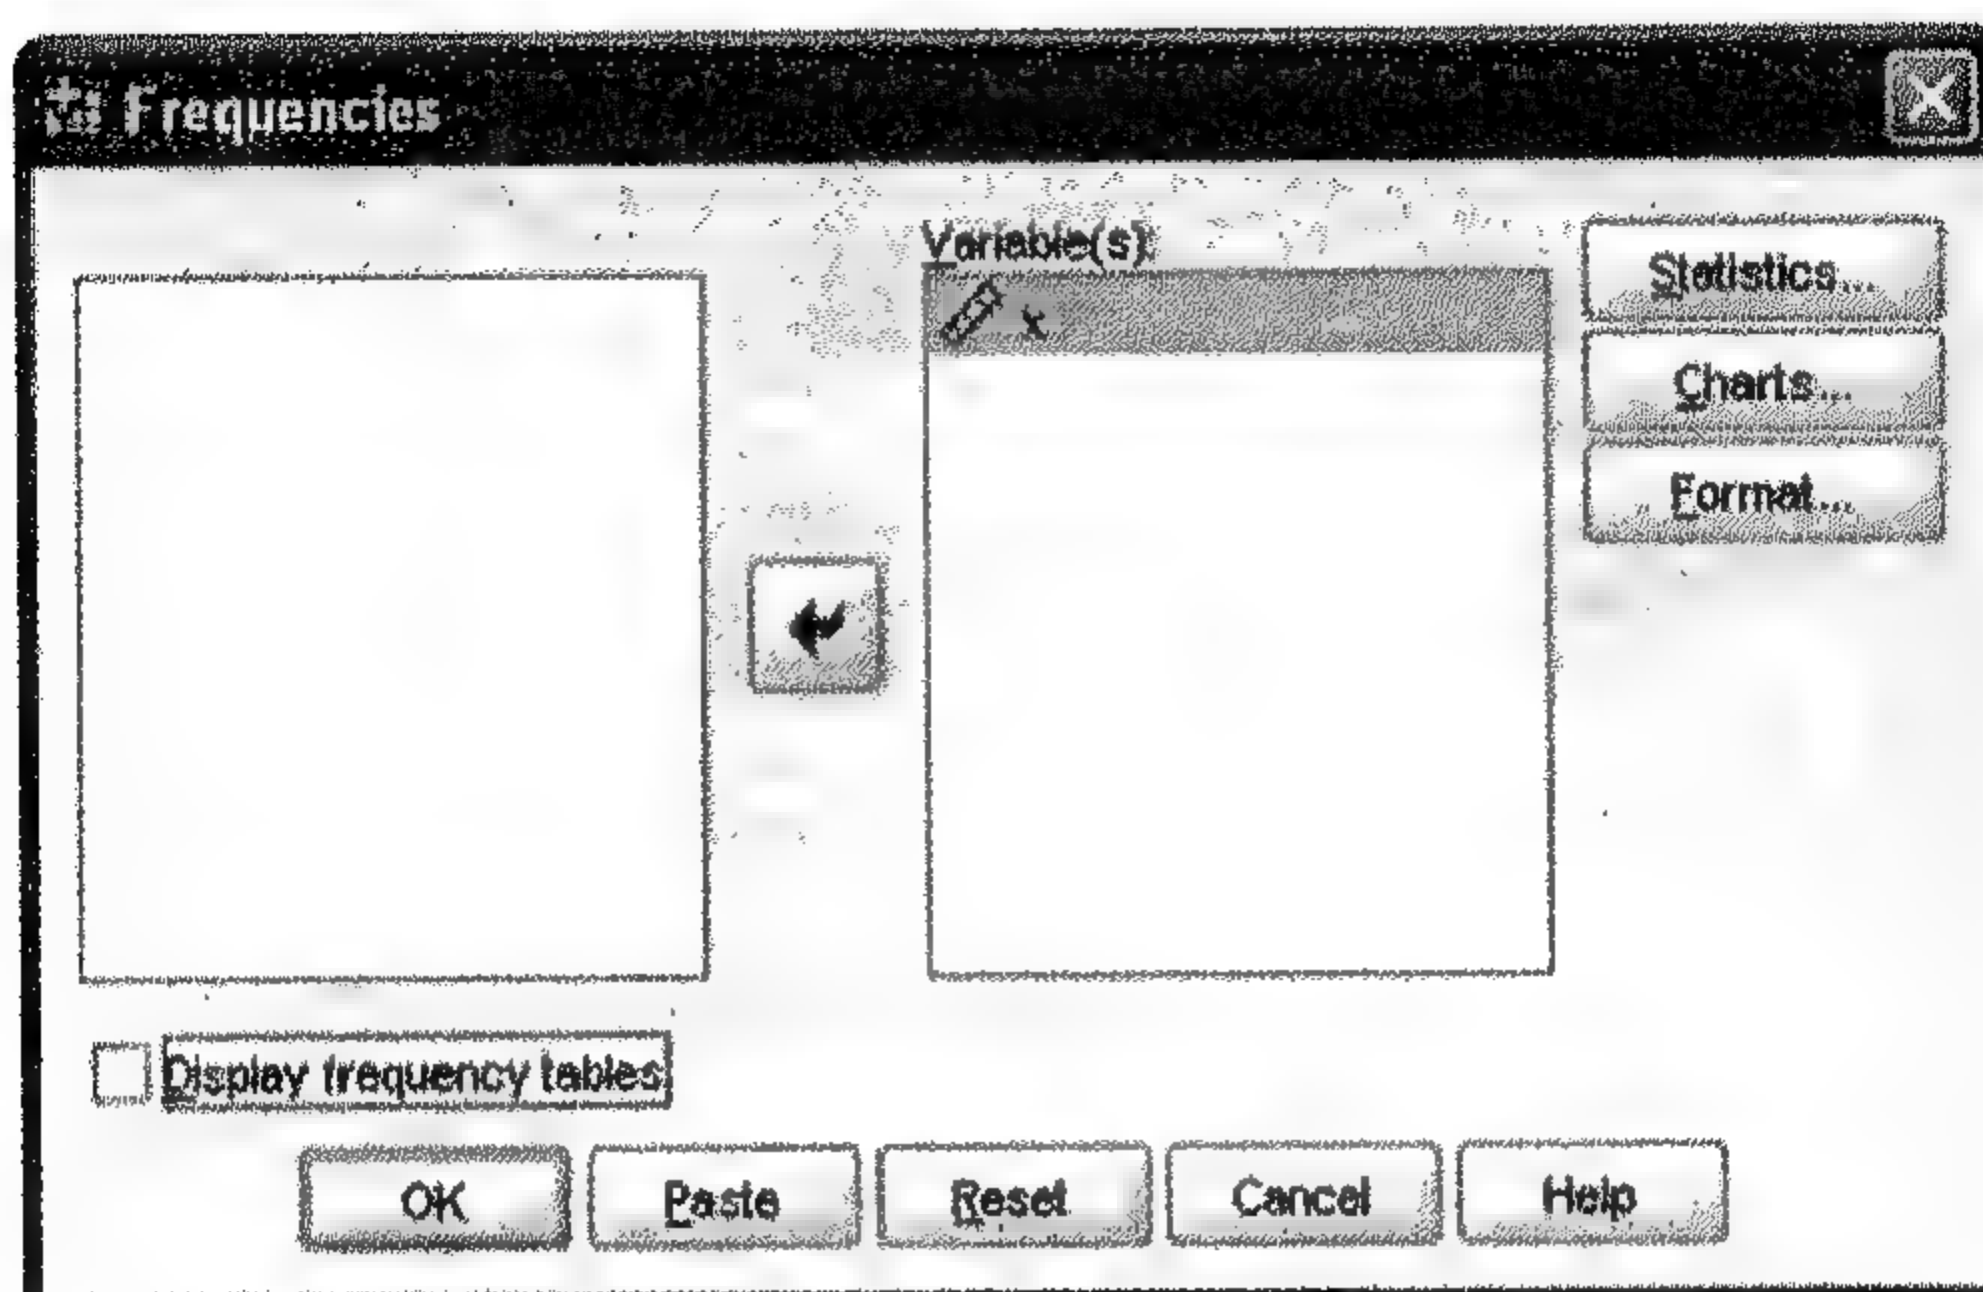 Frequencies
Variable(s):
x
Statistics...
Charts...
Format...
Display frequency tables
OK
Paste
Reset
Cancel
Help